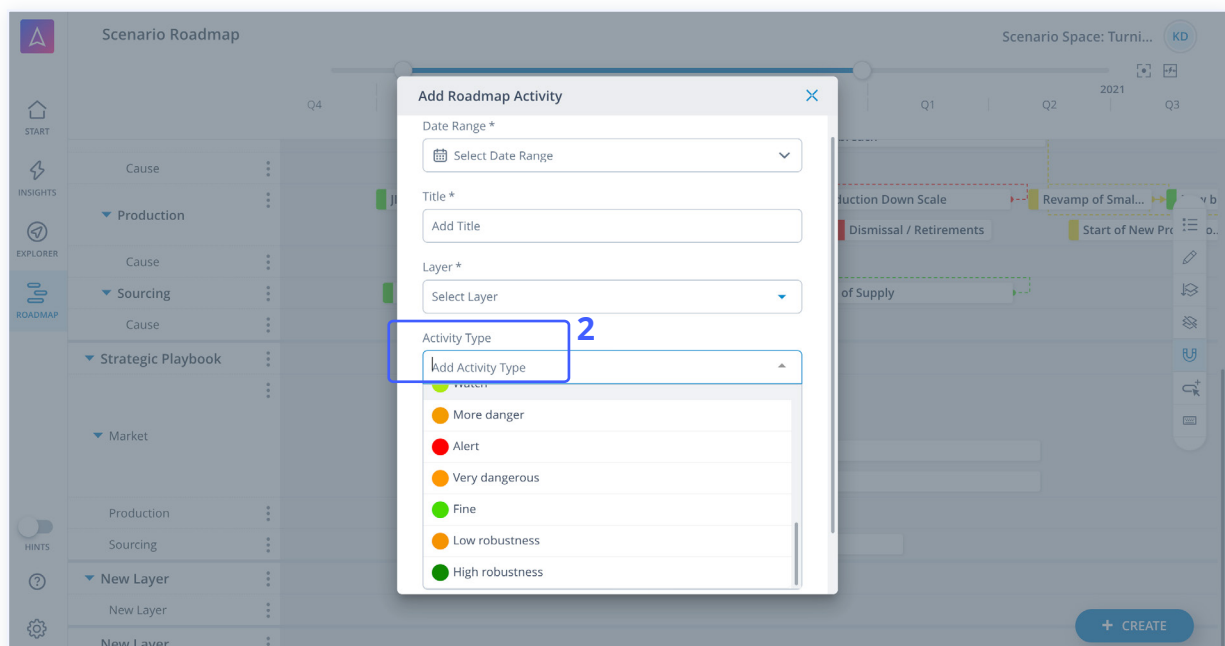 Scenario Roadmap
Scenario Space: Turni...
KD
2021
Q4
Q1
Q2
Q3
START
INSIGHTS
EXPLORER
ROADMAP
HINTS
Cause
Production
Cause
Sourcing
Cause
Strategic Playbook
Market
Production
Sourcing
New Layer
New Layer
New Layer
Add Roadmap Activity
Date Range *
Select Date Range
Title *
Add Title
Layer *
Select Layer
Activity Type
2
Add Activity Type
Watch
More danger
Alert
Very dangerous
Fine
Low robustness
High robustness
uction Down Scale
Revamp of Smal...
Dismissal / Retirements
Start of New Pro
of Supply
+ CREATE